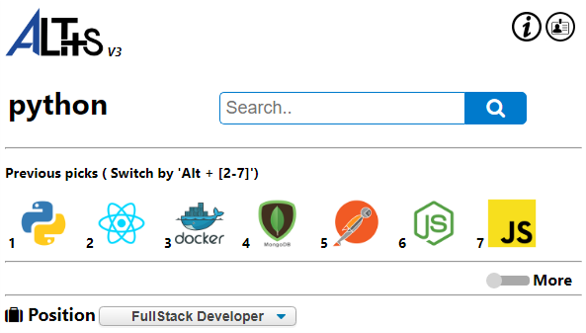 ALT+S V3
python
Search..
Previous picks ( Switch by 'Alt + [2-7]')
1 2 3 docker 4 MongoDB 5 6 JS 7 JS
More
Position FullStack Developer